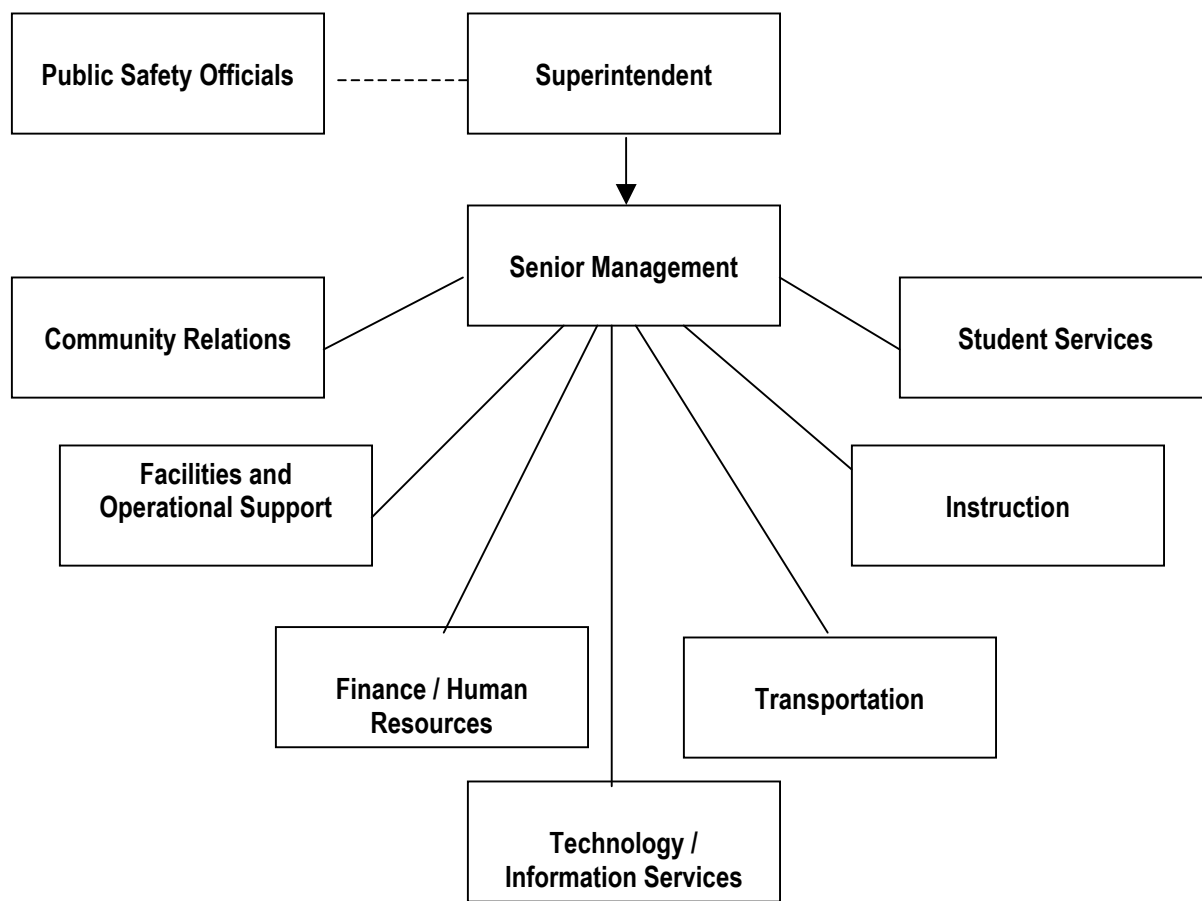 Public Safety Officials
Superintendent
Senior Management
Community Relations
Student Services
Facilities and
Operational Support
Instruction
Finance / Human
Resources
Transportation
Technology /
Information Services